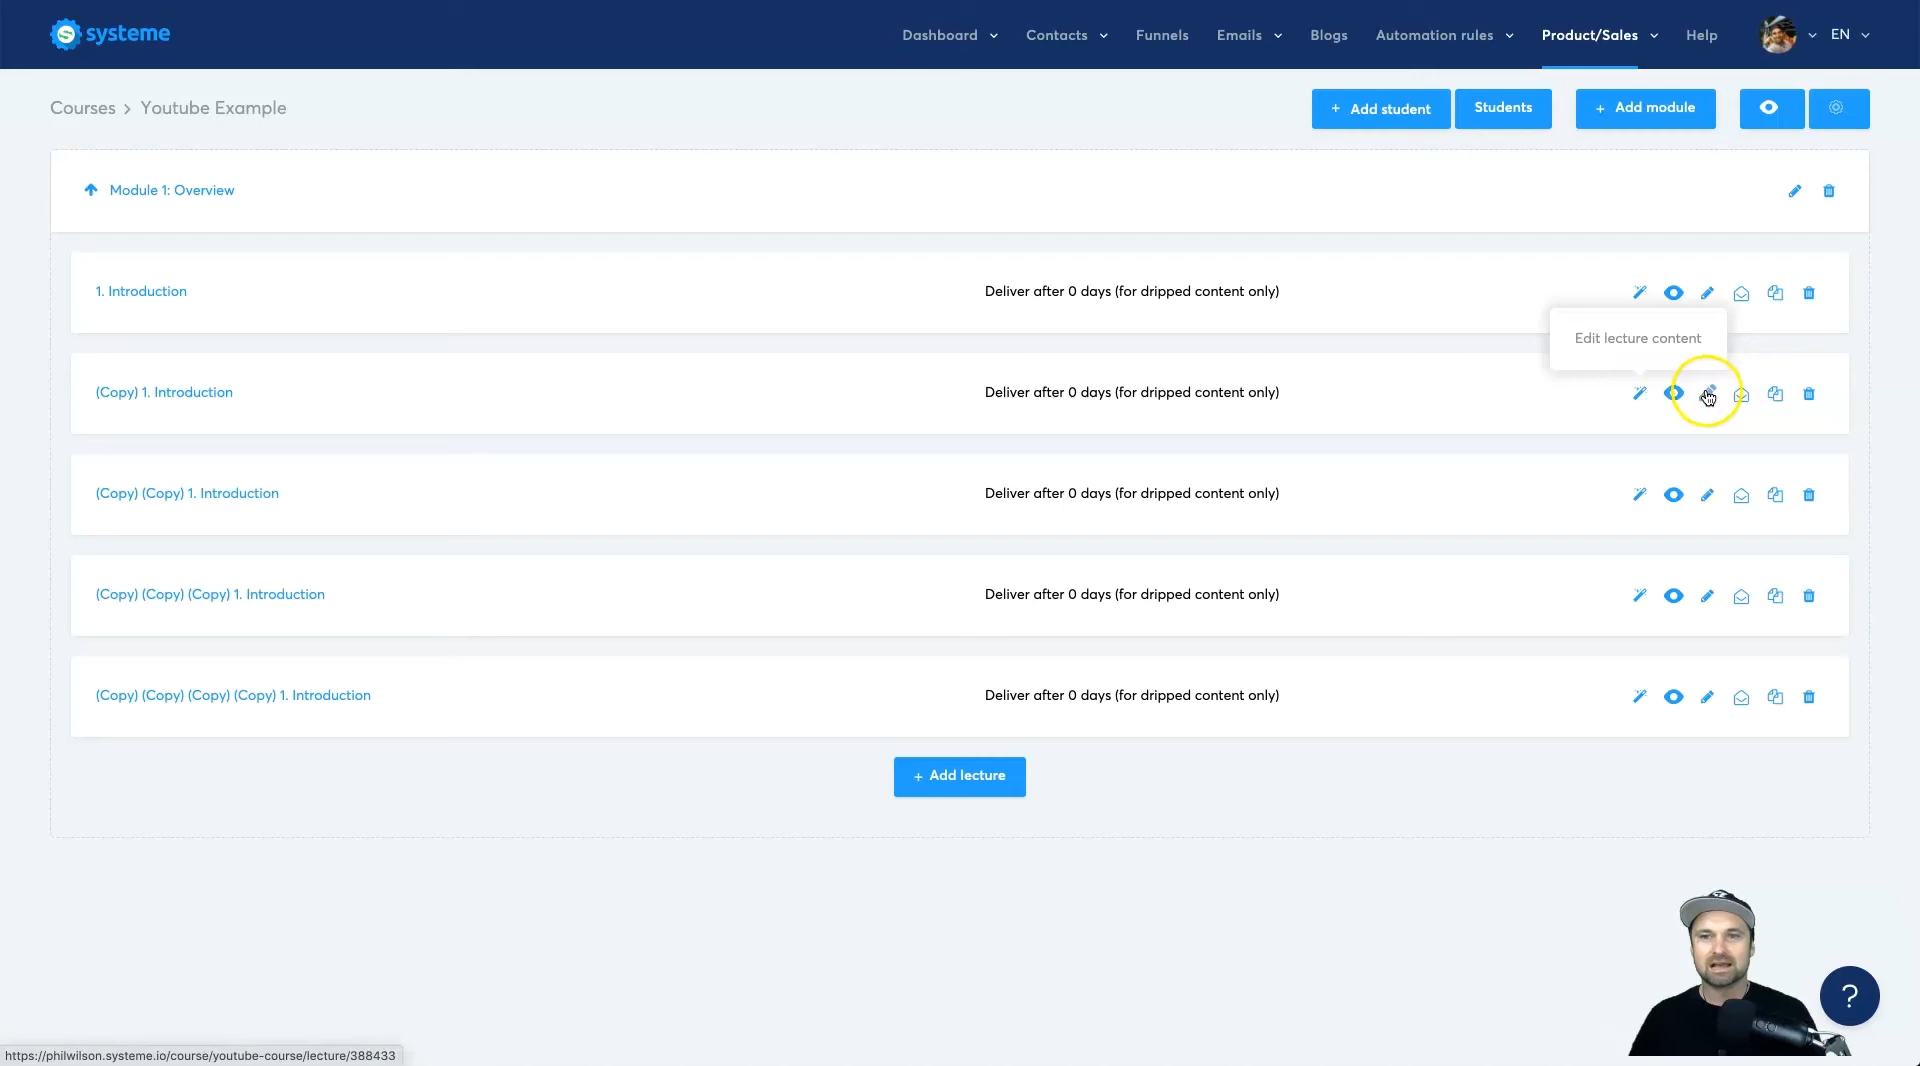 systeme
Dashboard
Contacts
Funnels
Emails
Blogs
Automation rules
Product/Sales
Help
EN
Courses > Youtube Example
+ Add student
Students
+ Add module
Module 1: Overview
1. Introduction
Deliver after 0 days (for dripped content only)
Edit lecture content
(Copy) 1. Introduction
Deliver after 0 days (for dripped content only)
(Copy) (Copy) 1. Introduction
Deliver after 0 days (for dripped content only)
(Copy) (Copy) (Copy) 1. Introduction
Deliver after 0 days (for dripped content only)
(Copy) (Copy) (Copy) (Copy) 1. Introduction
Deliver after 0 days (for dripped content only)
+ Add lecture
?
https://philwilson.systeme.io/course/youtube-course/lecture/388433